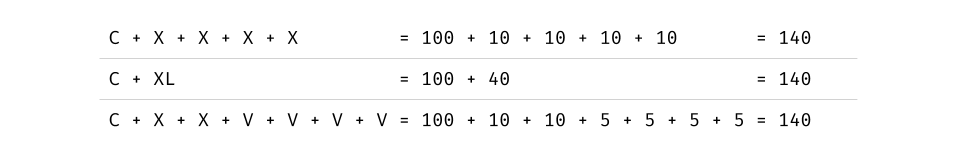 C + X + X + X + X = 100 + 10 + 10 + 10 + 10 = 140
C + XL = 100 + 40 = 140
C + X + X + V + V + V + V = 100 + 10 + 10 + 5 + 5 + 5 + 5 = 140